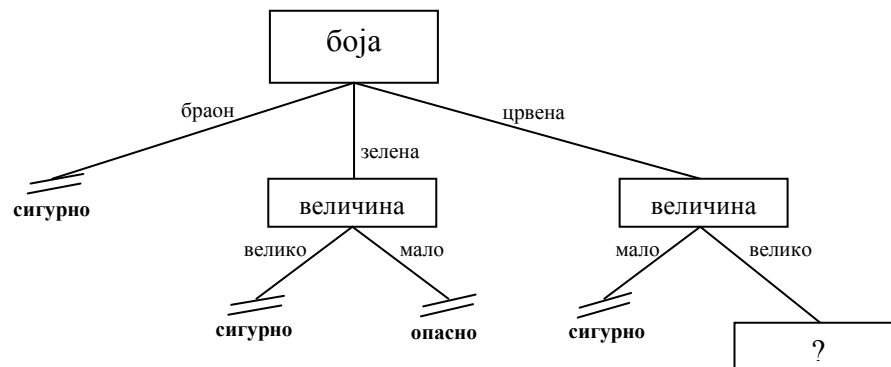 боја
браон
црвена
зелена
сигурно
величина
величина
велико
мало
мало
велико
сигурно
опасно
сигурно
?